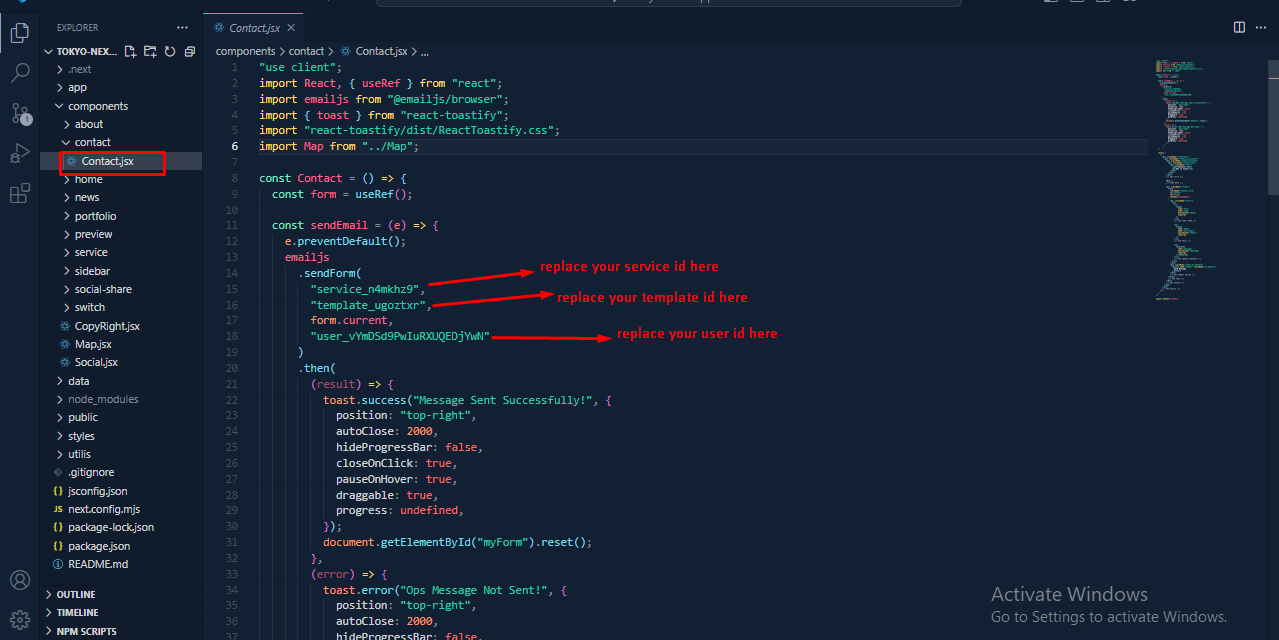 EXPLORER
Contact.jsx
TOKYO-NEX...
components > contact > Contact.jsx > ...
.next
app
components
about
contact
Contact.jsx
home
news
portfolio
preview
service
sidebar
social-share
switch
CopyRight.jsx
Map.jsx
Social.jsx
data
node_modules
public
styles
utilis
.gitignore
{} jsconfig.json
JS next.config.mjs
{} package-lock.json
{} package.json
README.md
OUTLINE
TIMELINE
NPM SCRIPTS
1
1 "use client";
2 import React, { useRef } from "react";
3 import emailjs from "@emailjs/browser";
4 import { toast } from "react-toastify";
5 import "react-toastify/dist/ReactToastify.css";
6 import Map from "../Map";
7
8 const Contact = () => {
9 const form = useRef();
10
11 const sendEmail = (e) => {
12 e.preventDefault();
13 emailjs
14 .sendForm(
15 "service_n4mkhz9",
16 "template_ugoztxr",
17 form.current,
18 "user_vYmDSd9PwIuRXUQEDjYwN"
19 )
20 .then(
21 (result) => {
22 toast.success("Message Sent Successfully!", {
23 position: "top-right",
24 autoClose: 2000,
25 hideProgressBar: false,
26 closeOnClick: true,
27 pauseOnHover: true,
28 draggable: true,
29 progress: undefined,
30 });
31 document.getElementById("myForm").reset();
32 },
33 (error) => {
34 toast.error("Ops Message Not Sent!", {
35 position: "top-right",
36 autoClose: 2000,
37 hideProgressBar: false,
replace your service id here
replace your template id here
replace your user id here
Activate Windows
Go to Settings to activate Windows.